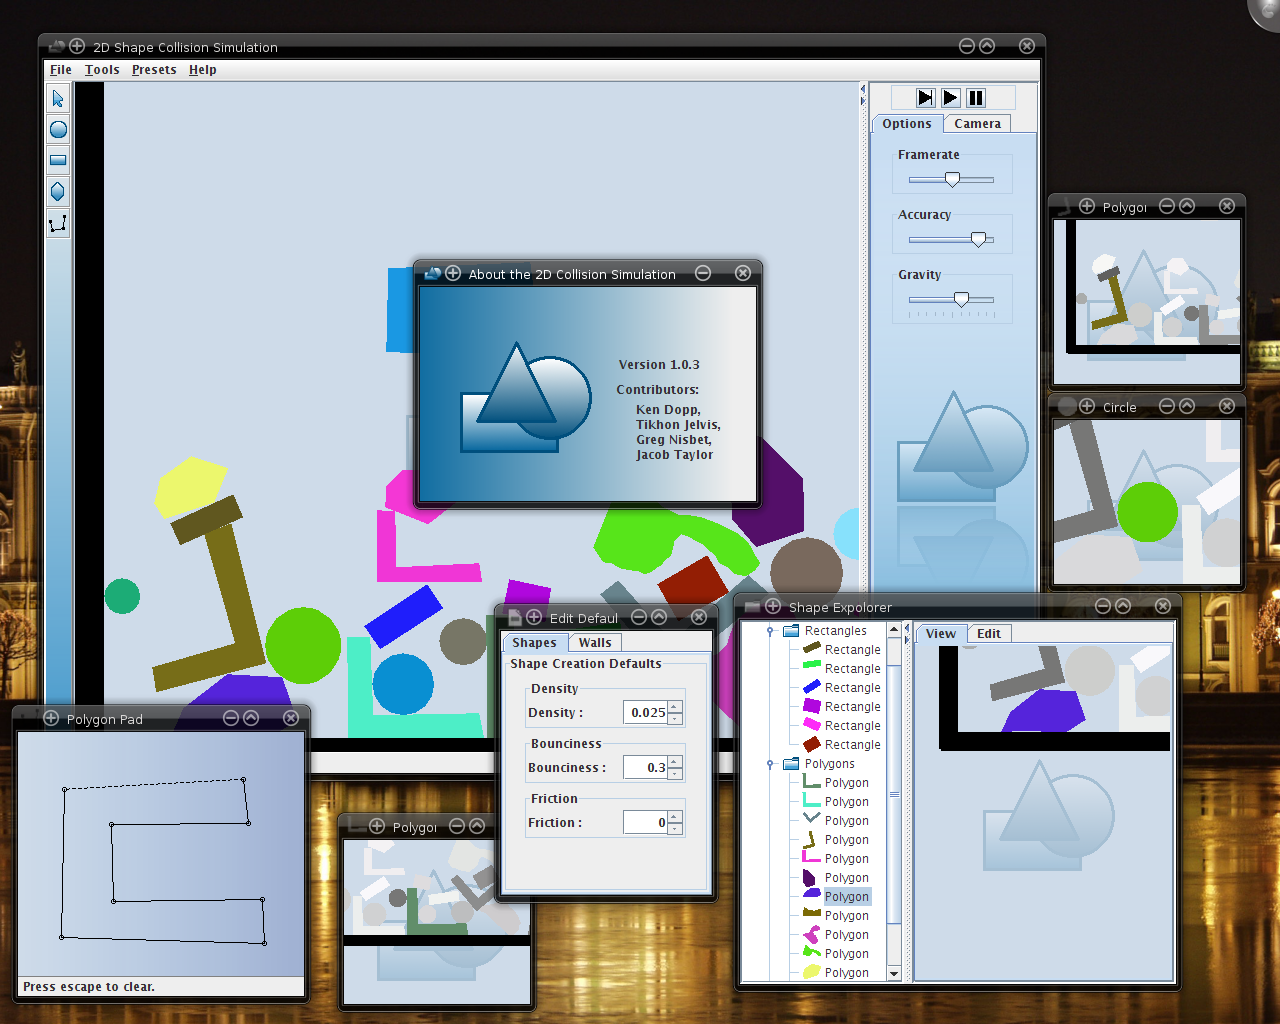 2D Shape Collision Simulation
File Tools Presets Help
Options Camera
Framerate
Accuracy
Gravity
About the 2D Collision Simulation
Version 1.0.3
Contributors:
Ken Dopp,
Tikhon Jelvis,
Greg Nisbet,
Jacob Taylor
Polygor
Circle
Edit Defaul
Shapes Walls
Shape Creation Defaults
Density
Density : 0.025
Bounciness
Bounciness : 0.3
Friction
Friction : 0
Shape Expolorer
Rectangles
Rectangle
Rectangle
Rectangle
Rectangle
Rectangle
Rectangle
Polygons
Polygon
Polygon
Polygon
Polygon
Polygon
Polygon
Polygon
Polygon
Polygon
Polygon
Polygon
View Edit
Polygon Pad
Press escape to clear.
Polygor